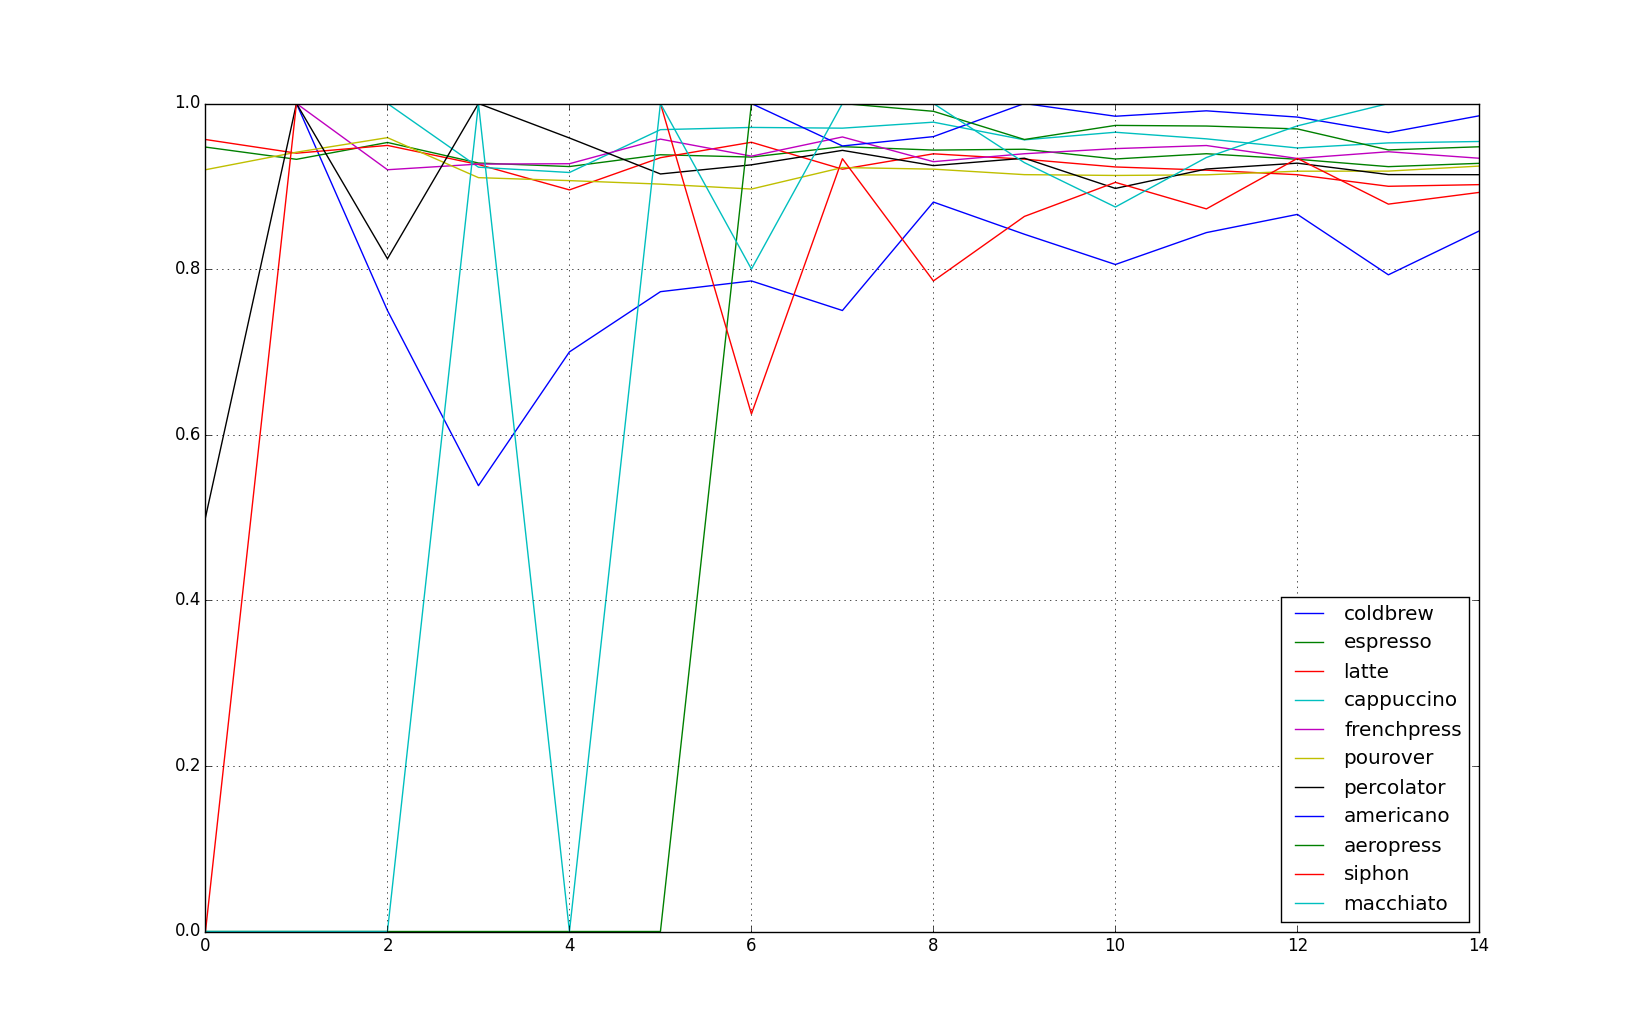 1.0
0.8
0.6
0.4
0.2
0.0
0 2 4 6 8 10 12 14
coldbrew
espresso
latte
cappuccino
frenchpress
pourover
percolator
americano
aeropress
siphon
macchiato